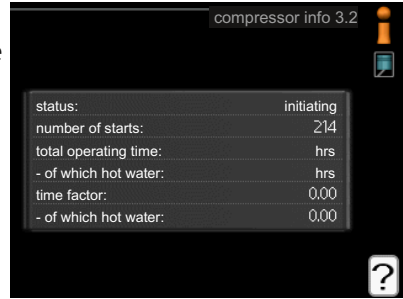 compressor info 3.2
e
status: initiating
number of starts: 214
total operating time: hrs
- of which hot water: hrs
time factor: 0.00
- of which hot water: 0.00
?